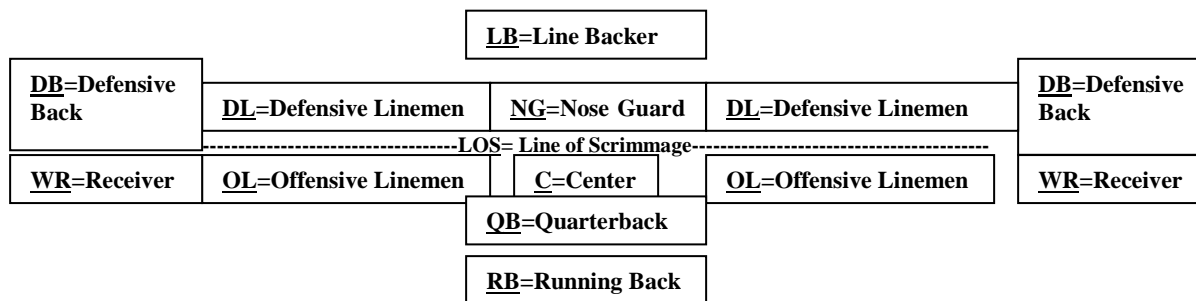 LB=Line Backer
DB=Defensive
Back
DL=Defensive Linemen
NG=Nose Guard
DL=Defensive Linemen
DB=Defensive
Back
LOS= Line of Scrimmage
WR=Receiver
OL=Offensive Linemen
C=Center
OL=Offensive Linemen
WR=Receiver
QB=Quarterback
RB=Running Back